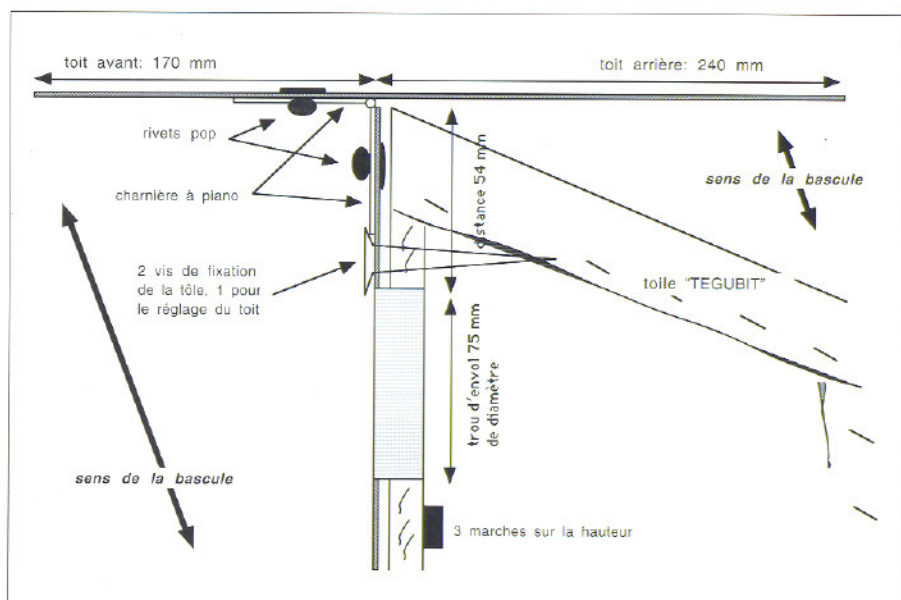 toit avant: 170 mm
toit arrière: 240 mm
rivets pop
charnière à piano
distance 54 mm
sens de la bascule
2 vis de fixation
de la tôle, 1 pour
le réglage du toit
toile "TEGUBIT"
trou d'envol 75 mm
de diamètre
sens de la bascule
3 marches sur la hauteur